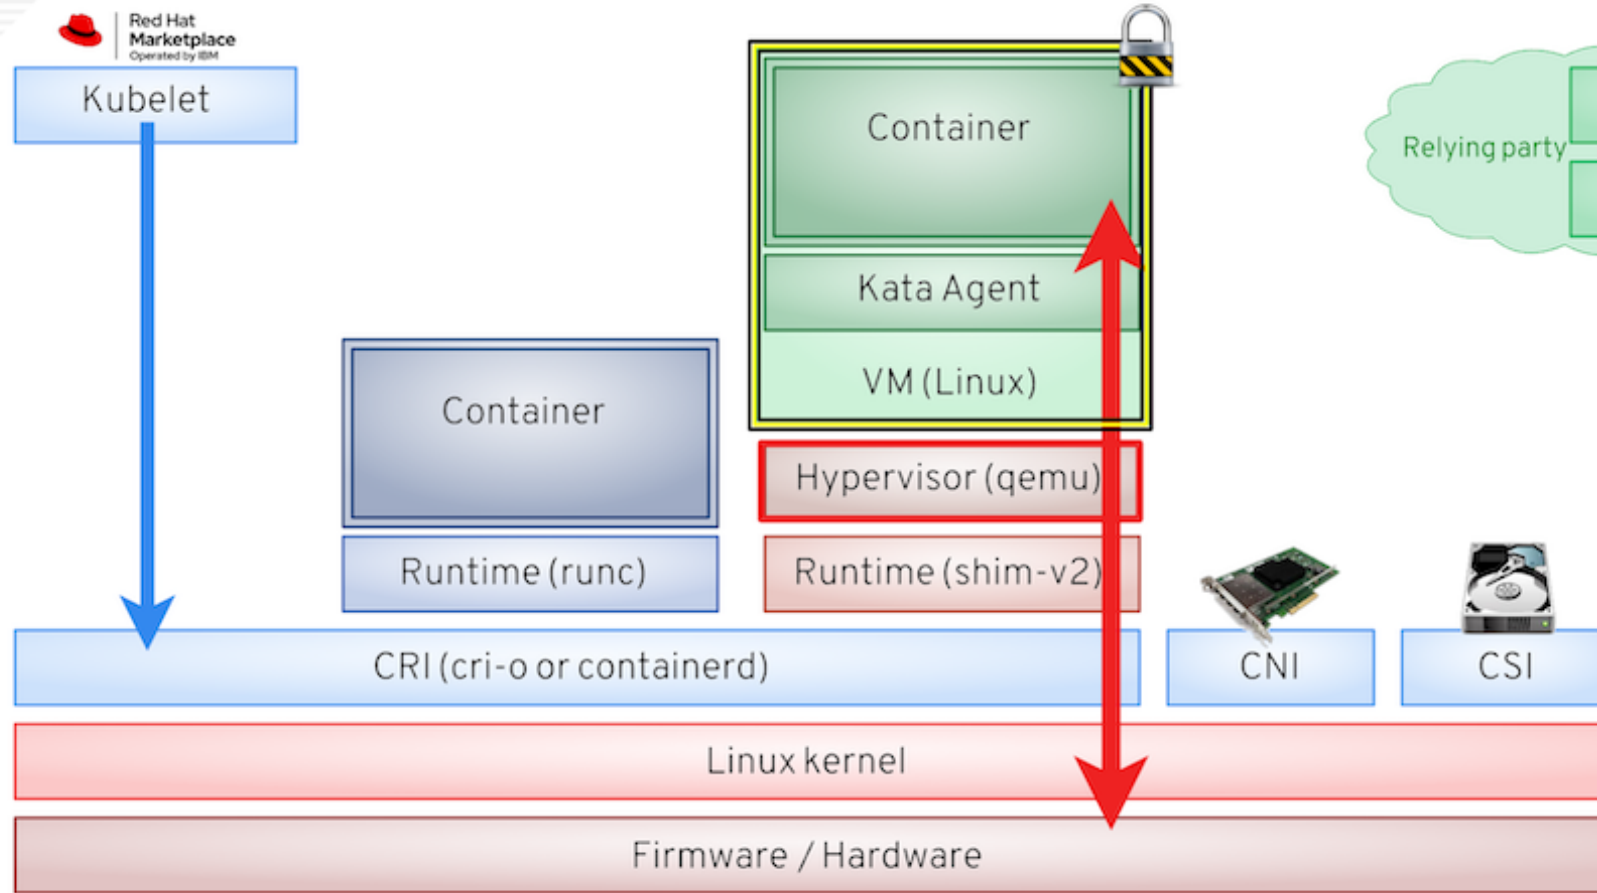 Red Hat
Marketplace
Operated by IBM
Kubelet
Container
Relying party
Kata Agent
VM (Linux)
Container
Hypervisor (qemu)
Runtime (runc)
Runtime (shim-v2)
CRI (cri-o or containerd)
CNI
CSI
Linux kernel
Firmware / Hardware